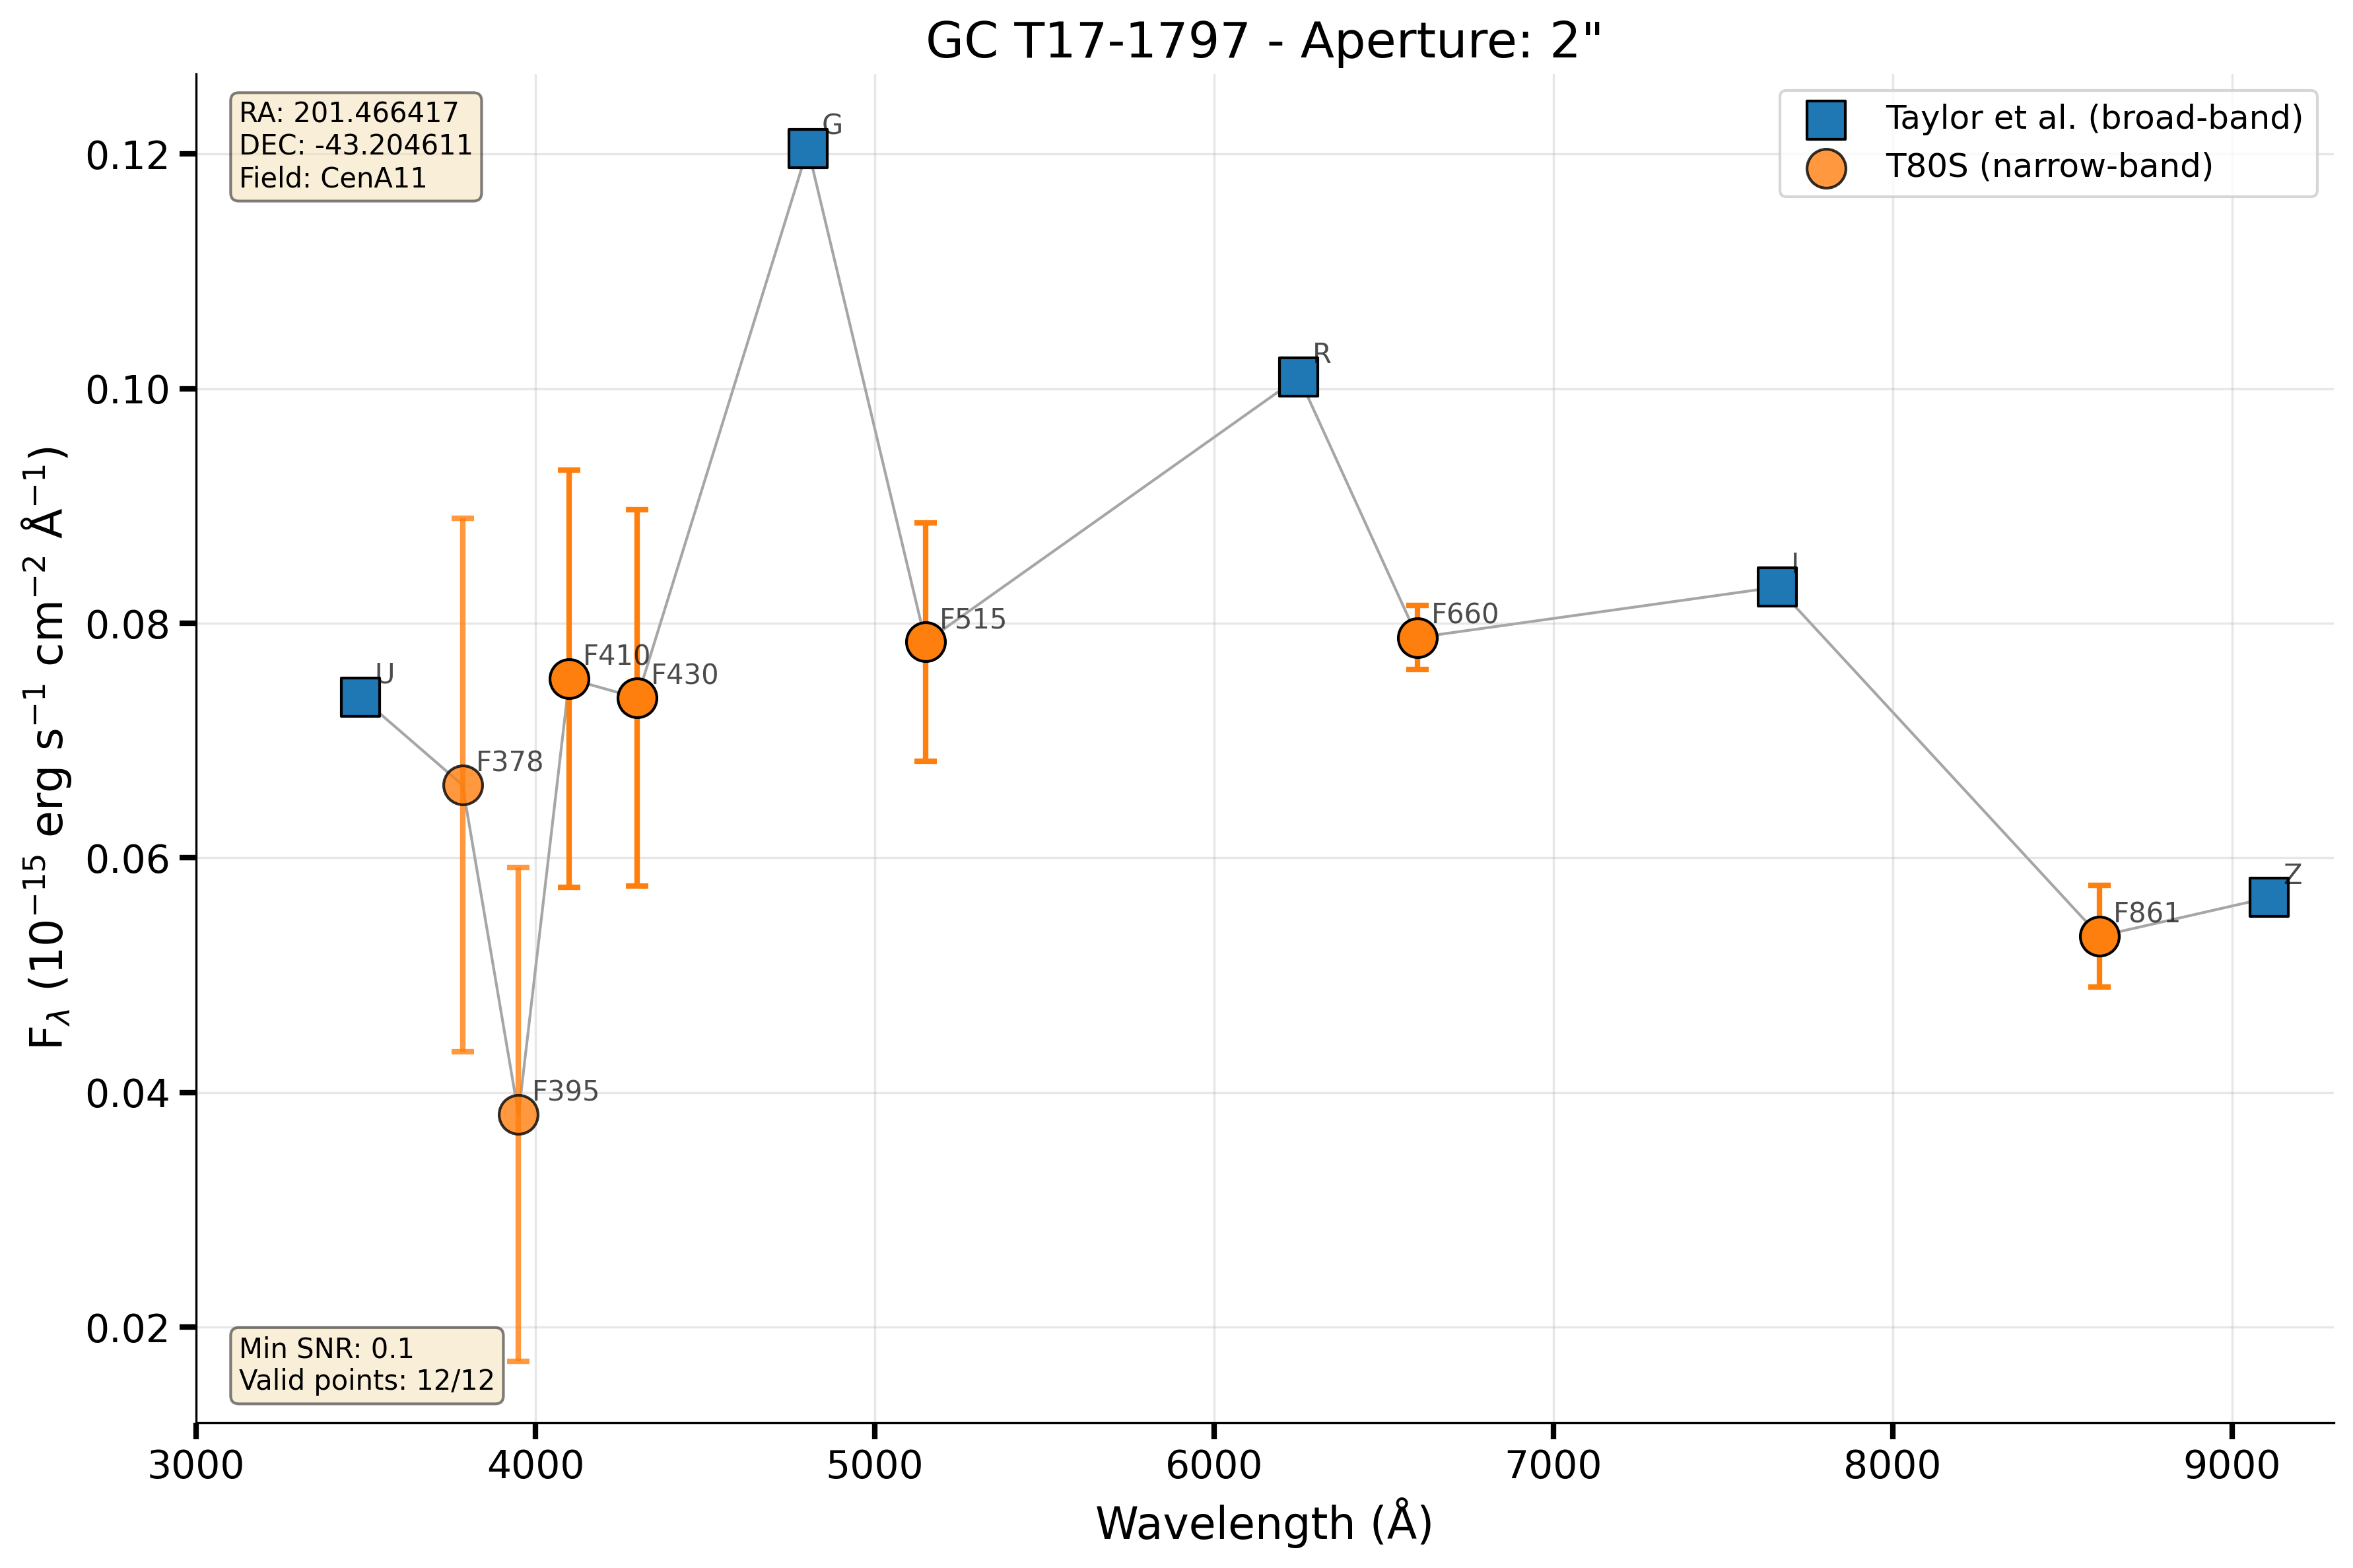 GC T17-1797 - Aperture: 2"
RA: 201.466417
DEC: -43.204611
Field: CenA11
Taylor et al. (broad-band)
T80S (narrow-band)
G
R
I
U
F515
F660
F410
F430
F378
Z
F861
F395
Min SNR: 0.1
Valid points: 12/12
0.12
0.10
0.08
0.06
0.04
0.02
F$_{λ}$ (10$^{−15}$ erg s$^{−1}$ cm$^{−2}$ Å$^{−1}$)
3000 4000 5000 6000 7000 8000 9000
Wavelength (Å)